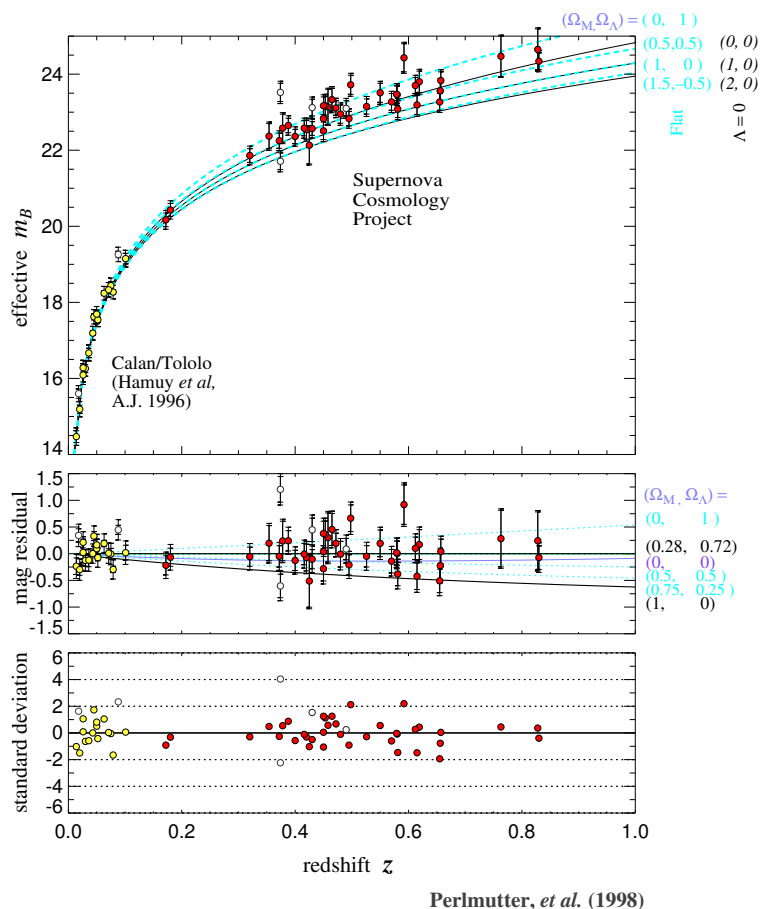 (ΩM,ΩΛ) = ( 0, 1 )
(0.5,0.5) (0, 0)
( 1, 0 ) (1, 0)
(1.5,–0.5) (2, 0)
Flat
Λ = 0
24
22
20
18
16
14
effective mB
Supernova
Cosmology
Project
Calan/Tololo
(Hamuy et al,
A.J. 1996)
1.5
1.0
0.5
0.0
-0.5
-1.0
-1.5
mag residual
(ΩM , ΩΛ) =
(0, 1)
(0.28, 0.72)
(0, 0)
(0.5, 0.5 )
(0.75, 0.25 )
(1, 0)
6
4
2
0
-2
-4
-6
standard deviation
0.0 0.2 0.4 0.6 0.8 1.0
redshift z
Perlmutter, et al. (1998)